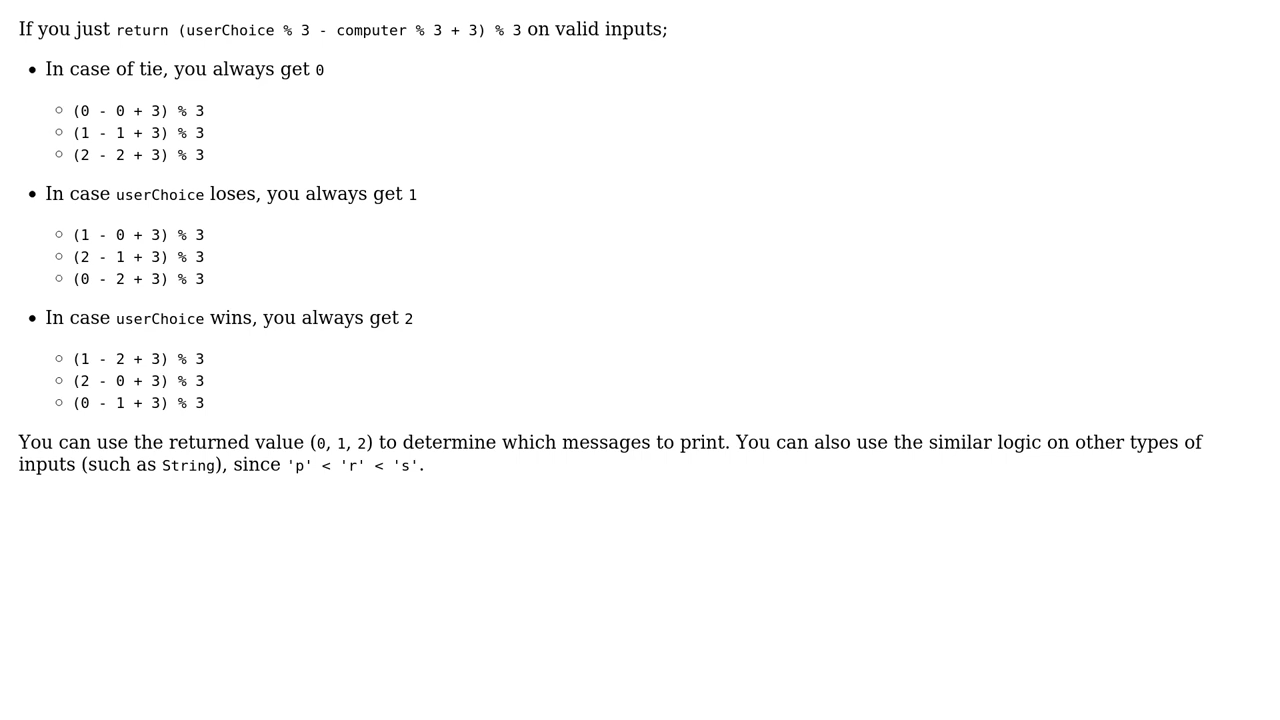 If you just return (userChoice % 3 - computer % 3 + 3) % 3 on valid inputs;
• In case of tie, you always get 0
○ (0 - 0 + 3) % 3
○ (1 - 1 + 3) % 3
○ (2 - 2 + 3) % 3
• In case userChoice loses, you always get 1
○ (1 - 0 + 3) % 3
○ (2 - 1 + 3) % 3
○ (0 - 2 + 3) % 3
• In case userChoice wins, you always get 2
○ (1 - 2 + 3) % 3
○ (2 - 0 + 3) % 3
○ (0 - 1 + 3) % 3
You can use the returned value (0, 1, 2) to determine which messages to print. You can also use the similar logic on other types of
inputs (such as String), since 'p' < 'r' < 's'.